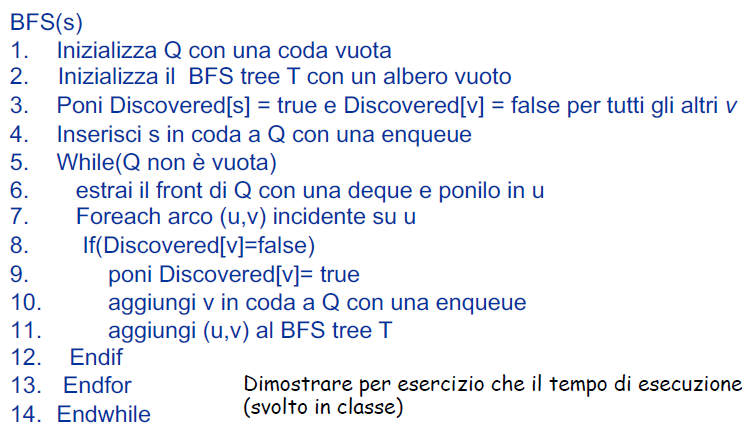 BFS(s)
1. Inizializza Q con una coda vuota
2. Inizializza il BFS tree T con un albero vuoto
3. Poni Discovered[s] = true e Discovered[v] = false per tutti gli altri v
4. Inserisci s in coda a Q con una enqueue
5. While(Q non è vuota)
6. estrai il front di Q con una deque e ponilo in u
7. Foreach arco (u,v) incidente su u
8. If(Discovered[v]=false)
9. poni Discovered[v]= true
10. aggiungi v in coda a Q con una enqueue
11. aggiungi (u,v) al BFS tree T
12. Endif
13. Endfor
14. Endwhile
Dimostrare per esercizio che il tempo di esecuzione
(svolto in classe)